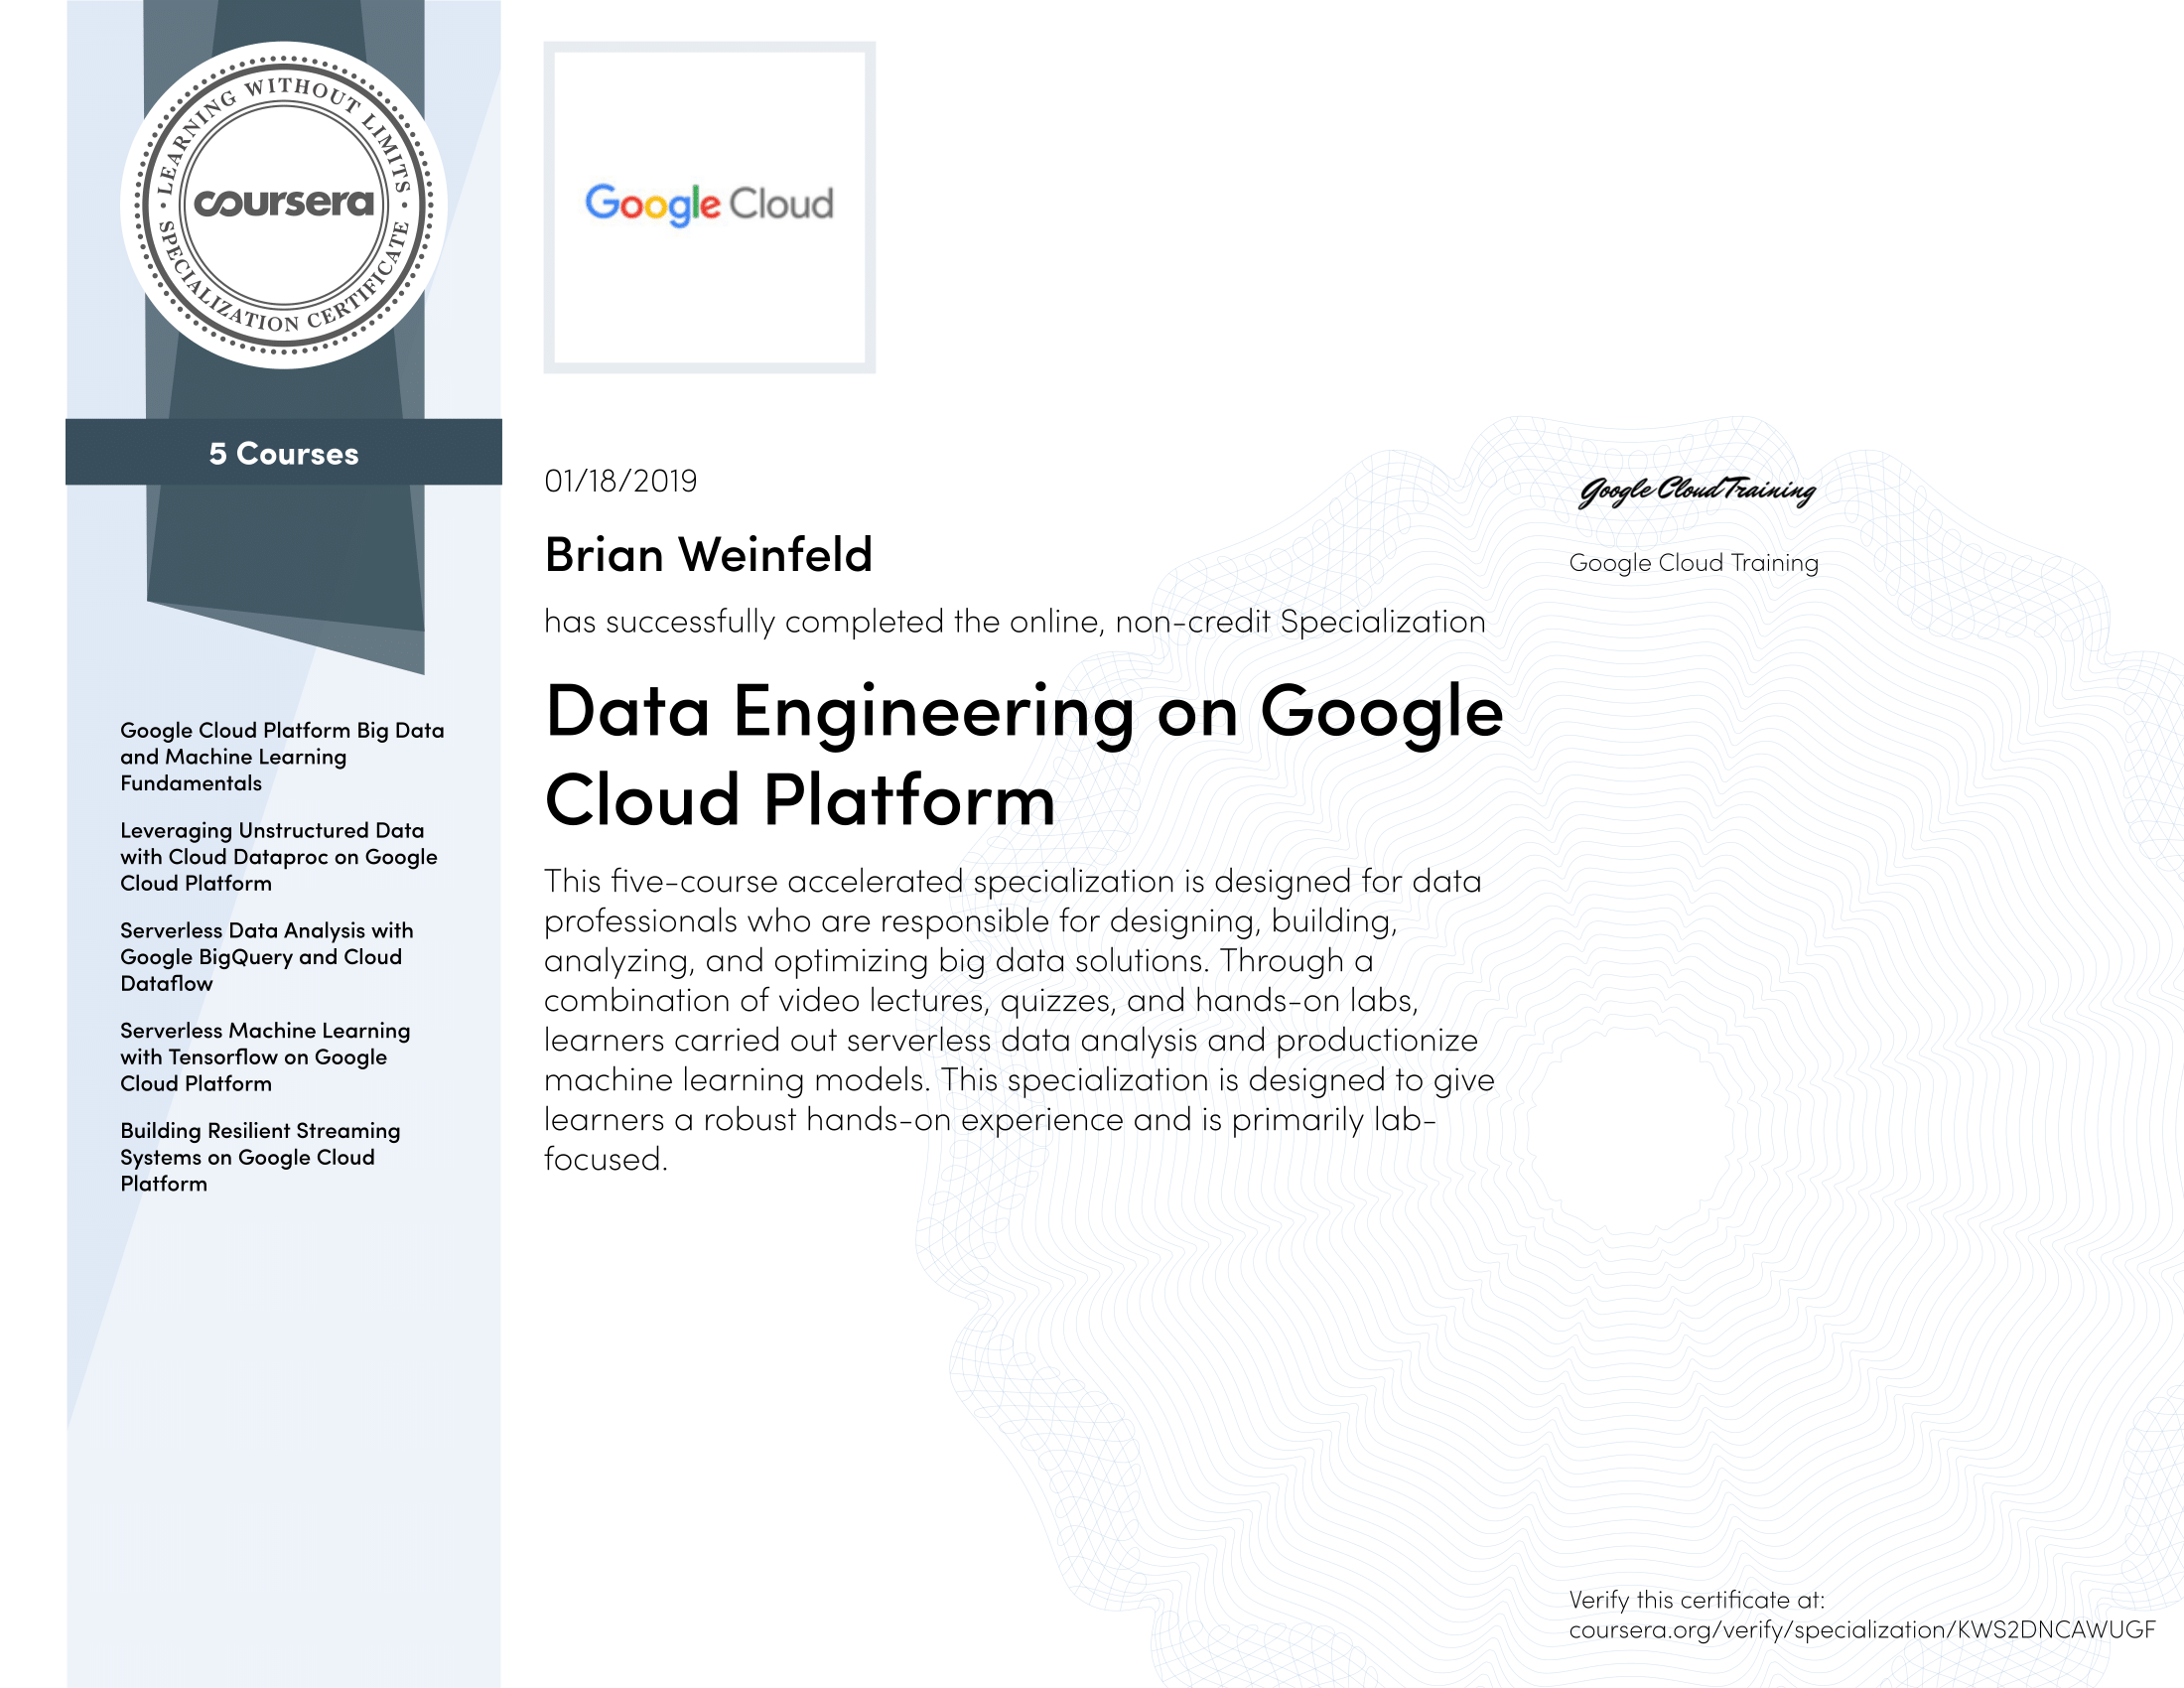 LEARNING WITHOUT LIMITS
coursera
SPECIALIZATION CERTIFICATE
5 Courses
Google Cloud Platform Big Data
and Machine Learning
Fundamentals
Leveraging Unstructured Data
with Cloud Dataproc on Google
Cloud Platform
Serverless Data Analysis with
Google BigQuery and Cloud
Dataflow
Serverless Machine Learning
with Tensorflow on Google
Cloud Platform
Building Resilient Streaming
Systems on Google Cloud
Platform
Google Cloud
01/18/2019
Brian Weinfeld
has successfully completed the online, non-credit Specialization
Data Engineering on Google
Cloud Platform
This five-course accelerated specialization is designed for data
professionals who are responsible for designing, building,
analyzing, and optimizing big data solutions. Through a
combination of video lectures, quizzes, and hands-on labs,
learners carried out serverless data analysis and productionize
machine learning models. This specialization is designed to give
learners a robust hands-on experience and is primarily lab-
focused.
Google Cloud Training
Google Cloud Training
Verify this certificate at:
coursera.org/verify/specialization/KWS2DNCAWUGF